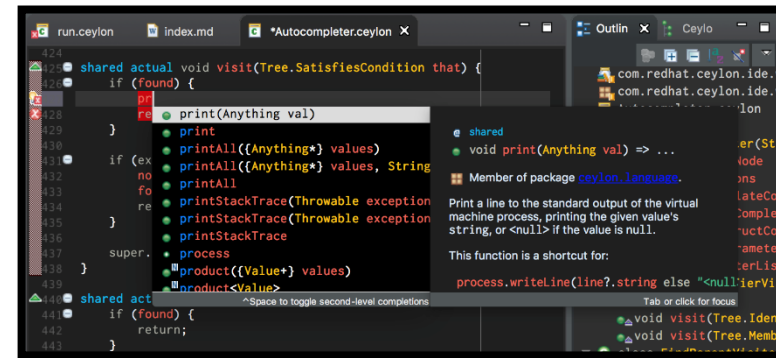 run.ceylon
index.md
*Autocompleter.ceylon
Outlin
Ceylo
424
425 shared actual void visit(Tree.SatisfiesCondition that) {
426 if (found) {
pr
428 re
429 }
430
431 if (ex
432 no
433 fo
434 re
435 }
436
437 super.
438 }
439
440 shared act
441 if (found) {
442 return;
443 }
print(Anything val)
print
printAll({Anything*} values)
printAll({Anything*} values, String
printAll
printStackTrace(Throwable exception
printStackTrace(Throwable exception
printStackTrace
process
product({Value+} values)
product<Value>
^Space to toggle second-level completions
shared
void print(Anything val) => ...
Member of package ceylon.language.
Print a line to the standard output of the virtual
machine process, printing the given value's
string, or <null> if the value is null.
This function is a shortcut for:
process.writeLine(line?.string else "<null
Tab or click for focus
com.redhat.ceylon.ide.
com.redhat.ceylon.ide.
void visit(Tree.Iden
void visit(Tree.Memb